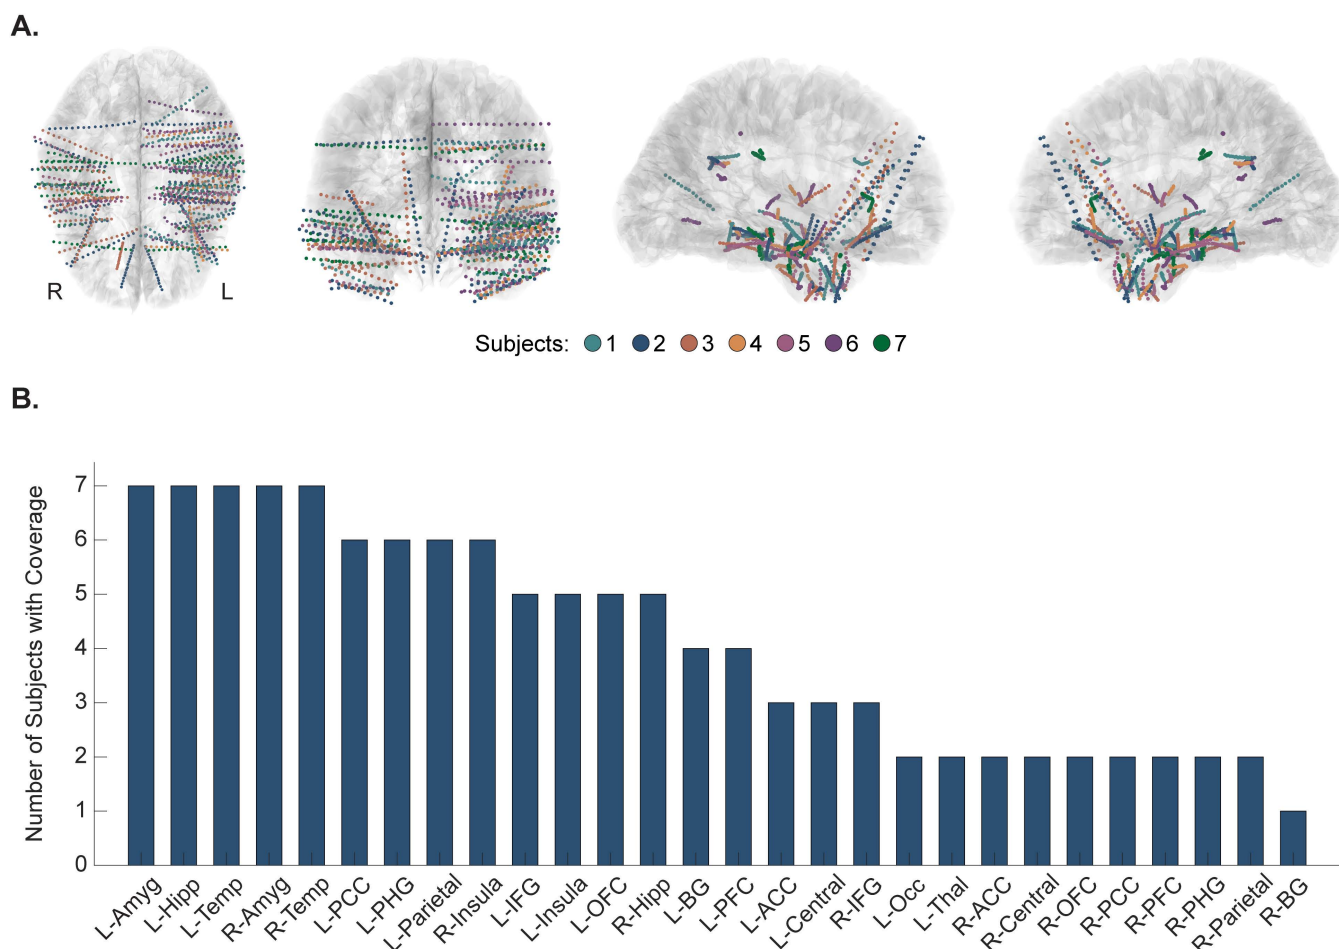 A.
R
L
Subjects: 1 2 3 4 5 6 7
B.
Number of Subjects with Coverage
7
6
5
4
3
2
1
0
L-Amyg
L-Hipp
L-Temp
R-Amyg
R-Temp
L-PCC
L-PHG
L-Parietal
R-Insula
L-IFG
L-Insula
L-OFC
R-Hipp
L-BG
L-PFC
L-ACC
L-Central
R-IFG
L-Occ
L-Thal
R-ACC
R-Central
R-OFC
R-PCC
R-PFC
R-PHG
R-Parietal
R-BG